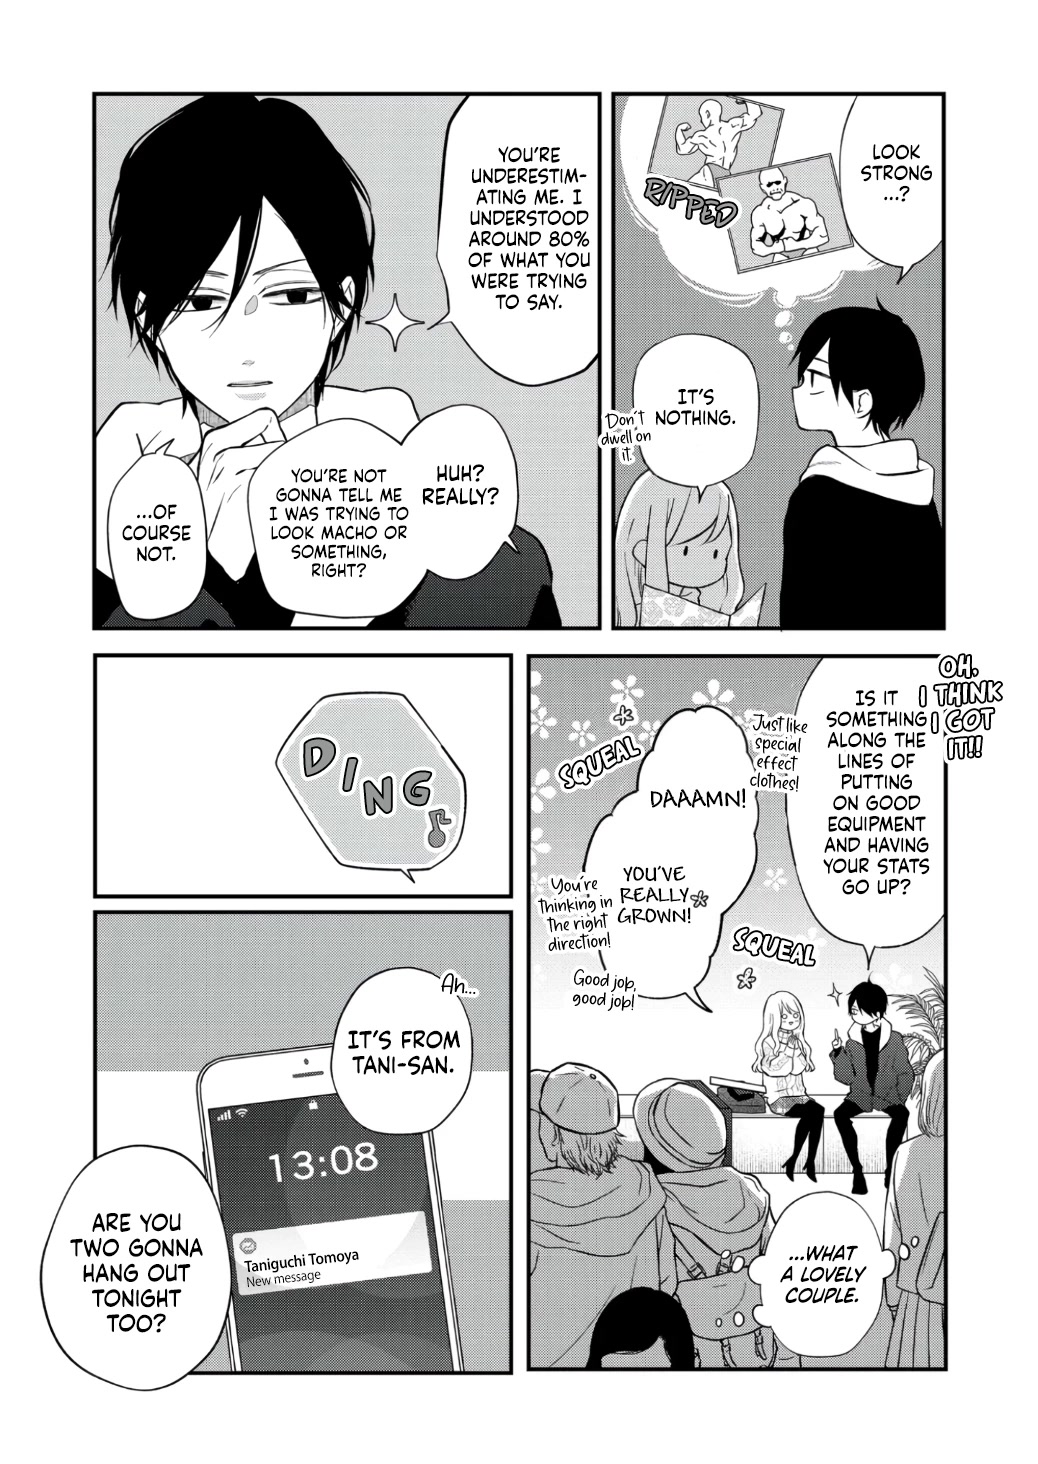 LOOK
STRONG
...?
RIPPED
IT'S
NOTHING.
Don't
dwell on
it.
YOU'RE
UNDERESTIM-
ATING ME. I
UNDERSTOOD
AROUND 80%
OF WHAT YOU
WERE TRYING
TO SAY.
HUH?
REALLY?
YOU'RE NOT
GONNA TELL ME
I WAS TRYING TO
LOOK MACHO OR
SOMETHING,
RIGHT?
...OF
COURSE
NOT.
OH.
I THINK
I GOT
IT!!
IS IT
SOMETHING
ALONG THE
LINES OF
PUTTING
ON GOOD
EQUIPMENT
AND HAVING
YOUR STATS
GO UP?
Just like
special
effect
clothes!
SQUEAL
DAAAMN!
YOU'VE
REALLY
GROWN!
You're
thinking in
the right
direction!
Good job,
good job!
SQUEAL
...WHAT
A LOVELY
COUPLE.
DING
Ah...
IT'S FROM
TANI-SAN.
13:08
Taniguchi Tomoya
New message
ARE YOU
TWO GONNA
HANG OUT
TONIGHT
TOO?